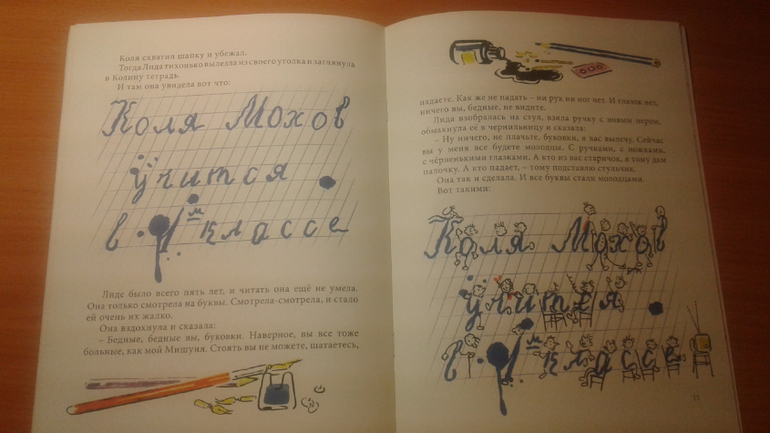 Коля схватил шапку и убежал.
Тогда Лида тихонько вылезла из своего уголка и заглянула
в Колину тетрадь.
И там она увидела вот что:
Коля Мохов
учится
в 1м классе
Лиде было всего пять лет, и читать она ещё не умела.
Она только смотрела на буквы. Смотрела-смотрела, и стало
ей очень их жалко.
Она вздохнула и сказала:
– Бедные, бедные вы, буковки. Наверное, вы все тоже
больные, как мой Мишуня. Стоять вы не можете, шатаетесь,
падаете. Как же не падать – ни рук ни ног нет. И глазок нет,
ничего вы, бедные, не видите.
Лида взобралась на стул, взяла ручку с новым пером,
обмакнула её в чернильницу и сказала:
– Ну ничего, не плачьте, буковки, я вас вылечу. Сейчас
вы у меня все будете молодцы. С ручками, с ножками,
с чёрненькими глазками. А кто из вас старичок, я тому дам
палочку. А кто падает, – тому подставлю стульчик.
Она так и сделала. И все буквы стали молодцами.
Вот такими:
Коля Мохов
учится
в 1м классе
11